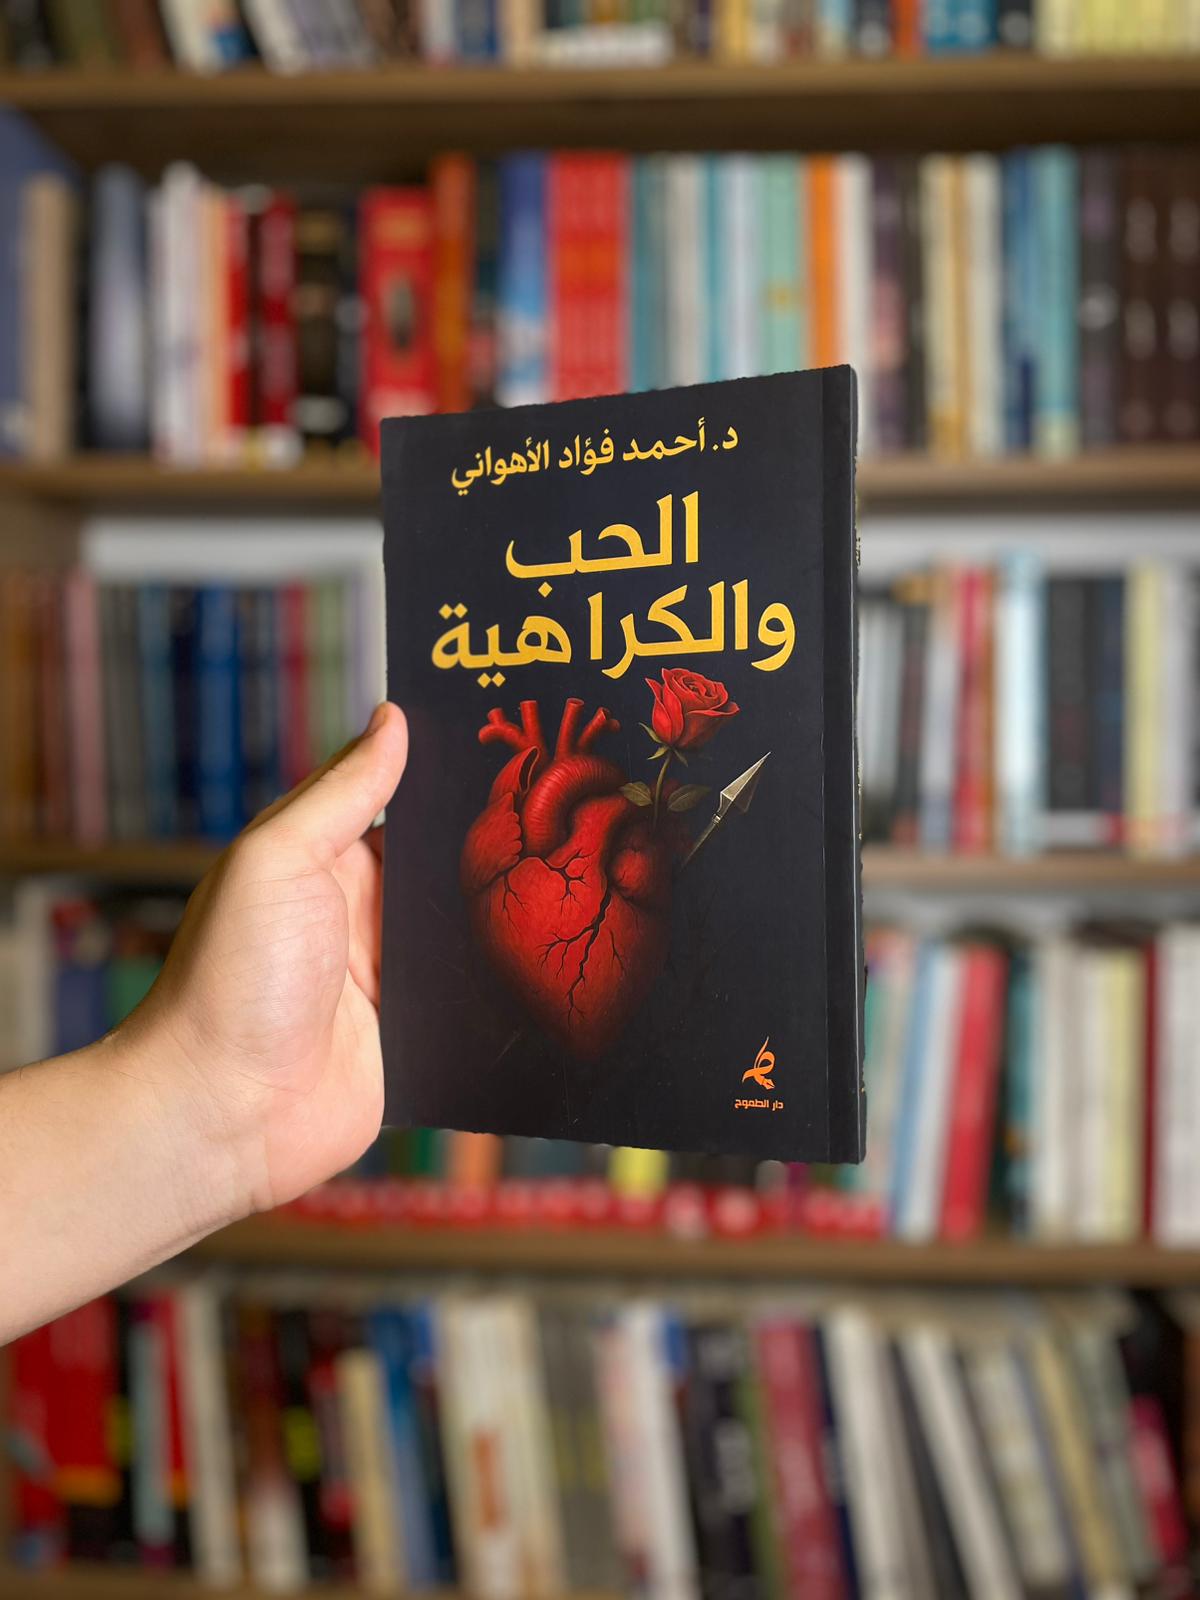 د. أحمد فؤاد الأهواني
الحب
والكراهية
دار الطموح